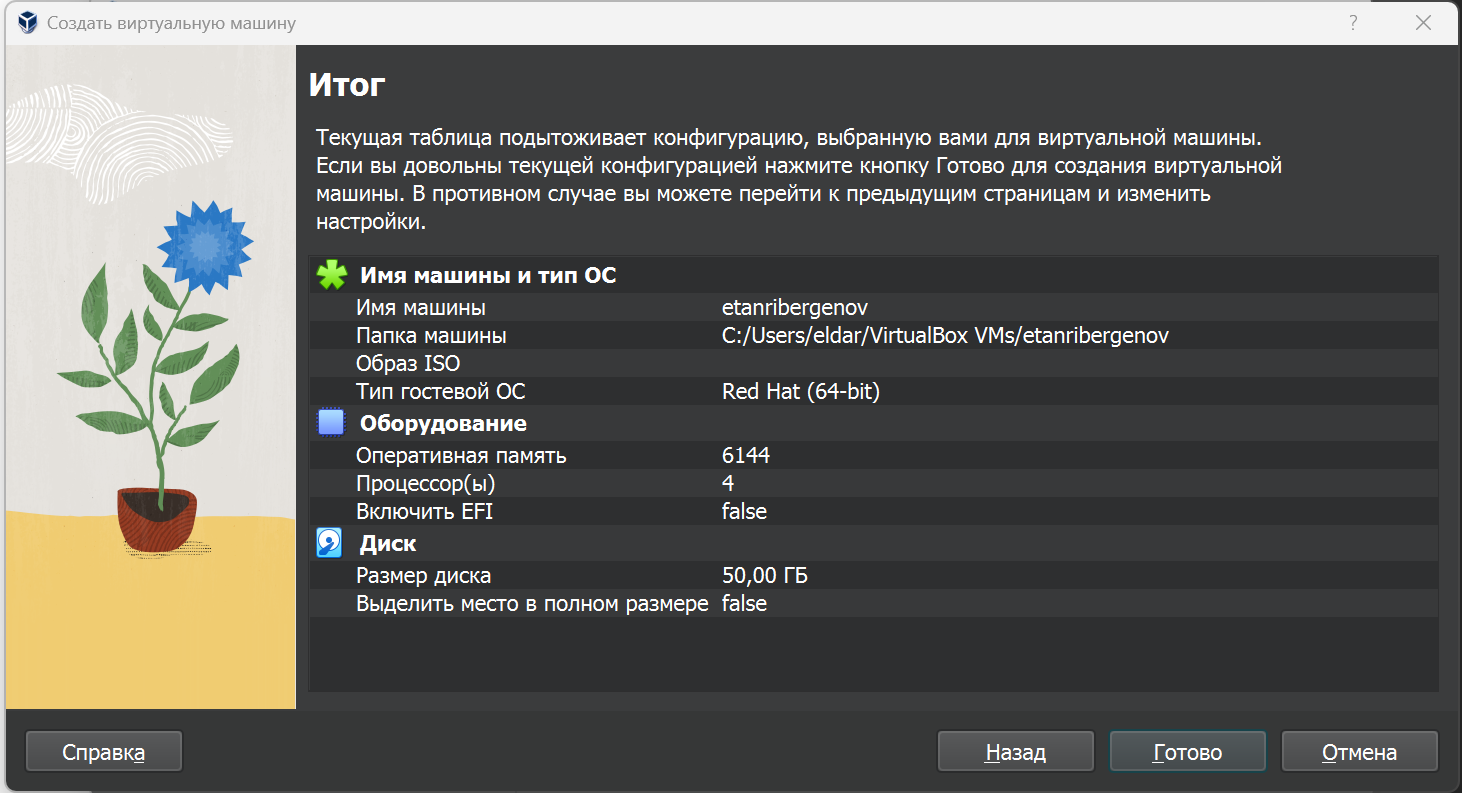 Создать виртуальную машину
?
Итог
Текущая таблица подытоживает конфигурацию, выбранную вами для виртуальной машины.
Если вы довольны текущей конфигурацией нажмите кнопку Готово для создания виртуальной
машины. В противном случае вы можете перейти к предыдущим страницам и изменить
настройки.
Имя машины и тип ОС
Имя машины etanribergenov
Папка машины C:/Users/eldar/VirtualBox VMs/etanribergenov
Образ ISO
Тип гостевой ОС Red Hat (64-bit)
Оборудование
Оперативная память 6144
Процессор(ы) 4
Включить EFI false
Диск
Размер диска 50,00 ГБ
Выделить место в полном размере false
Справка Назад Готово Отмена